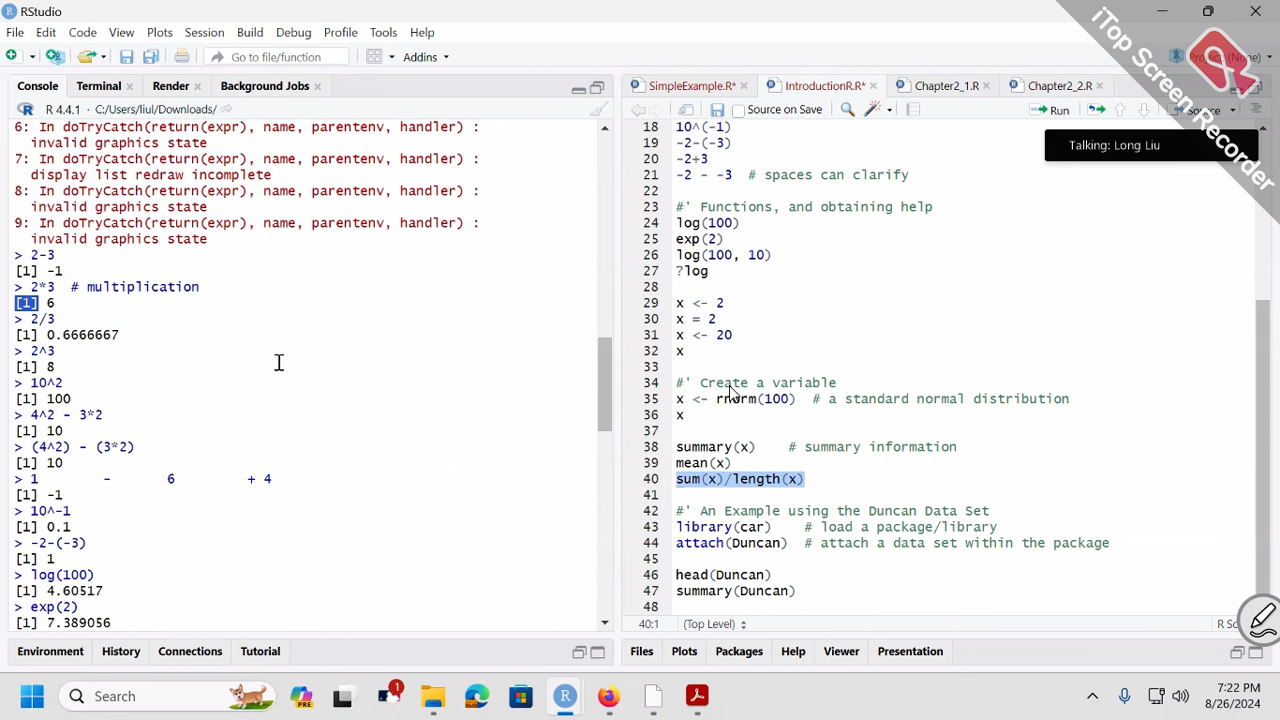 RStudio
File Edit Code View Plots Session Build Debug Profile Tools Help
Go to file/function Addins
Console Terminal Render Background Jobs
R 4.4.1 · C:/Users/liul/Downloads/
6: In doTryCatch(return(expr), name, parentenv, handler) :
invalid graphics state
7: In doTryCatch(return(expr), name, parentenv, handler) :
display list redraw incomplete
8: In doTryCatch(return(expr), name, parentenv, handler) :
invalid graphics state
9: In doTryCatch(return(expr), name, parentenv, handler) :
invalid graphics state
> 2-3
[1] -1
> 2*3  # multiplication
[1] 6
> 2/3
[1] 0.6666667
> 2^3
[1] 8
> 10^2
[1] 100
> 4^2 - 3*2
[1] 10
> (4^2) - (3*2)
[1] 10
> 1       -       6         + 4
[1] -1
> 10^-1
[1] 0.1
> -2-(-3)
[1] 1
> log(100)
[1] 4.60517
> exp(2)
[1] 7.389056
Environment History Connections Tutorial
SimpleExample.R* IntroductionR.R* Chapter2_1.R Chapter2_2.R
Source on Save Run Source
18 10^(-1)
19 -2-(-3)
20 -2+3
21 -2 - -3  # spaces can clarify
22
23 #' Functions, and obtaining help
24 log(100)
25 exp(2)
26 log(100, 10)
27 ?log
28
29 x <- 2
30 x = 2
31 x <- 20
32 x
33
34 #' Create a variable
35 x <- rnorm(100)  # a standard normal distribution
36 x
37
38 summary(x)    # summary information
39 mean(x)
40 sum(x)/length(x)
41
42 #' An Example using the Duncan Data Set
43 library(car)    # load a package/library
44 attach(Duncan)  # attach a data set within the package
45
46 head(Duncan)
47 summary(Duncan)
48
40:1 (Top Level)
Files Plots Packages Help Viewer Presentation
Talking: Long Liu
iTop Screen Recorder
Search
PRE
1
7:22 PM
8/26/2024